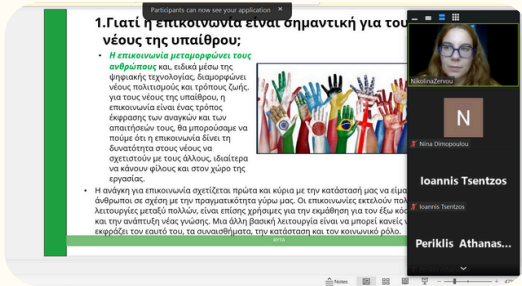 Participants can now see your application
1.Γιατί η επικοινωνία είναι σημαντική για του
νέους της υπαίθρου;
• Η επικοινωνία μεταμορφώνει τους
ανθρώπους και, ειδικά μέσω της
ψηφιακής τεχνολογίας, διαμορφώνει
νέους πολιτισμούς και τρόπους ζωής.
για τους νέους της υπαίθρου, η
επικοινωνία είναι ένας τρόπος
έκφρασης των αναγκών και των
απαιτήσεών τους, θα μπορούσαμε να
πούμε ότι η επικοινωνία δίνει τη
δυνατότητα στους νέους να
σχετιστούν με τους άλλους, ιδιαίτερα
να κάνουν φίλους και στον χώρο της
εργασίας.
• Η ανάγκη για επικοινωνία σχετίζεται πρώτα και κύρια με την κατάστασή μας να είμα
άνθρωποι σε σχέση με την πραγματικότητα γύρω μας. Οι επικοινωνίες εκτελούν πολ
λειτουργίες μεταξύ πολλών, είναι επίσης χρήσιμες για την εκμάθηση για τον έξω κόσ
και την ανάπτυξη νέας γνώσης. Μια άλλη βασική λειτουργία είναι να μπορεί κανείς ν
εκφράζει τον εαυτό του, τα συναισθήματα, την κατάσταση και τον κοινωνικό ρόλο.
NikolinaZervou
N
Nina Dimopoulou
Ioannis Tsentzos
Ioannis Tsentzos
Periklis Athanas...
Notes